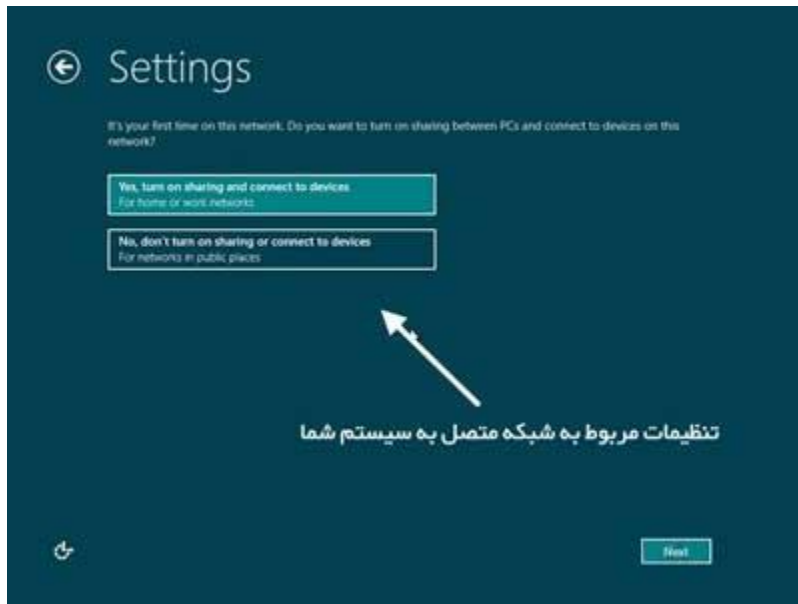 Settings
It's your first time on this network. Do you want to turn on sharing between PCs and connect to devices on this
network?
Yes, turn on sharing and connect to devices
For home or work networks
No, don't turn on sharing or connect to devices
For networks in public places
تنظیمات مربوط به شبکه متصل به سیستم شما
Next